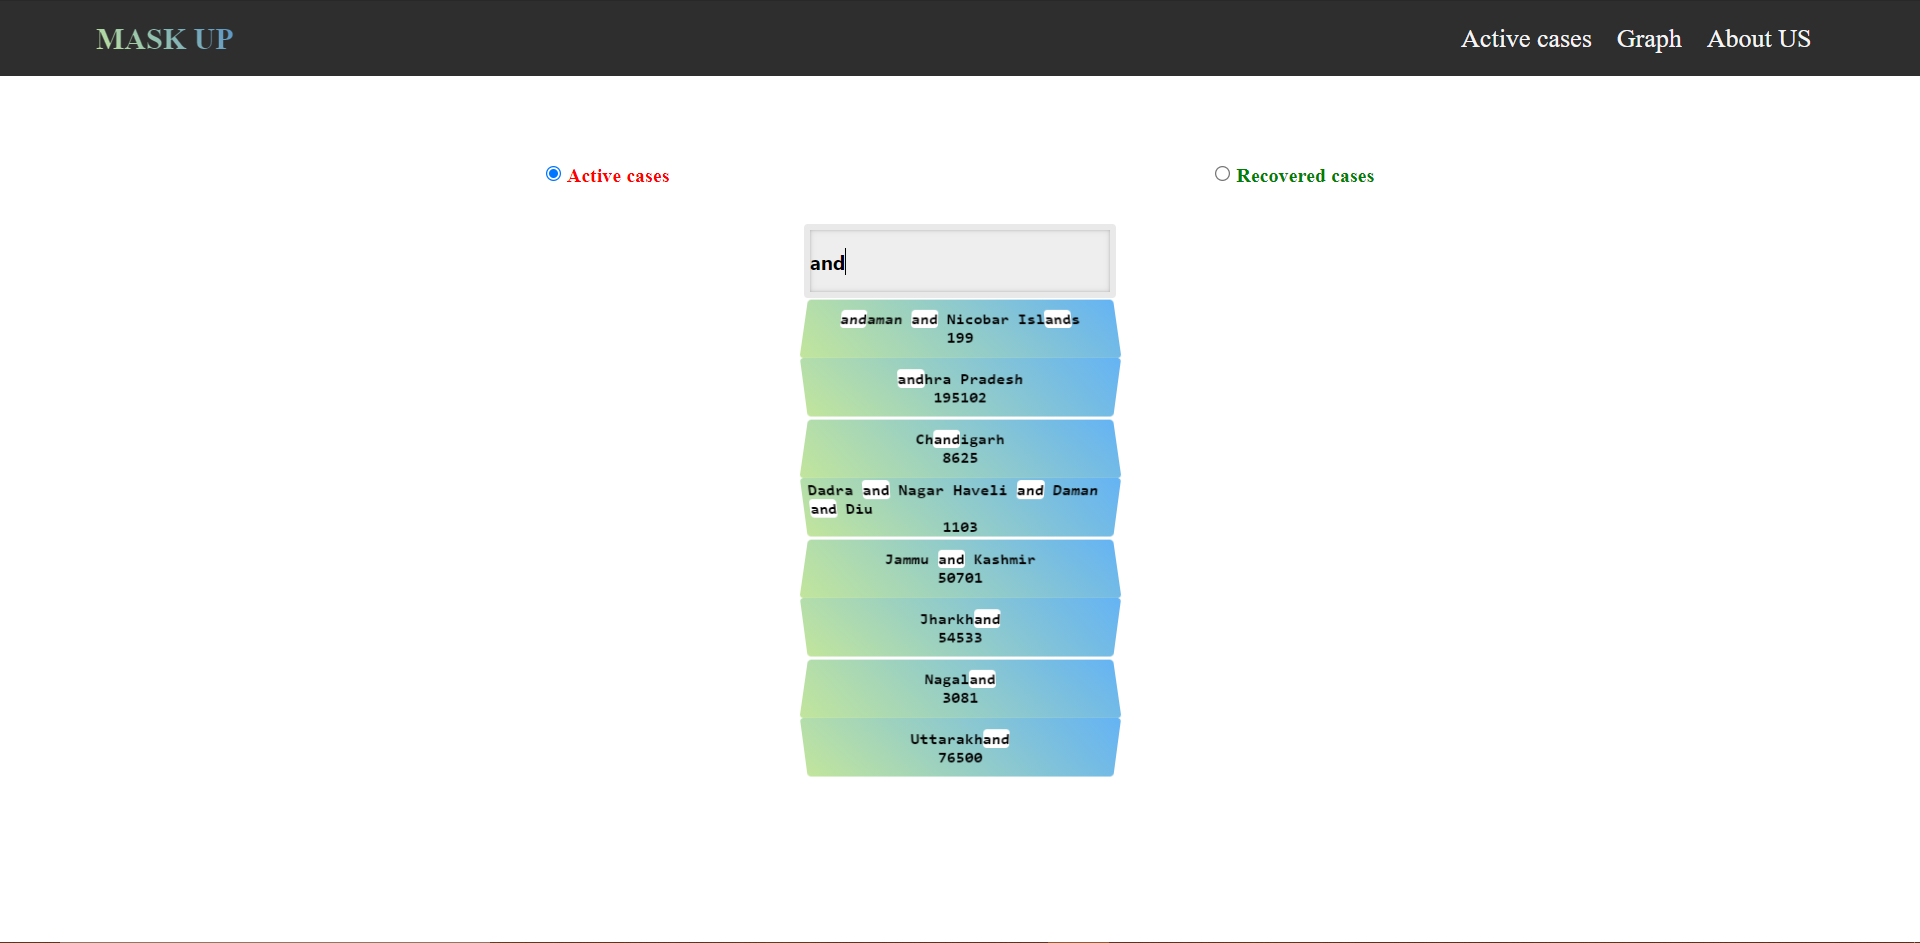 MASK UP
Active cases Graph About US
Active cases
Recovered cases
and
andaman and Nicobar Islands
199
andhra Pradesh
195102
Chandigarh
8625
Dadra and Nagar Haveli and Daman
and Diu
1103
Jammu and Kashmir
50701
Jharkhand
54533
Nagaland
3081
Uttarakhand
76500